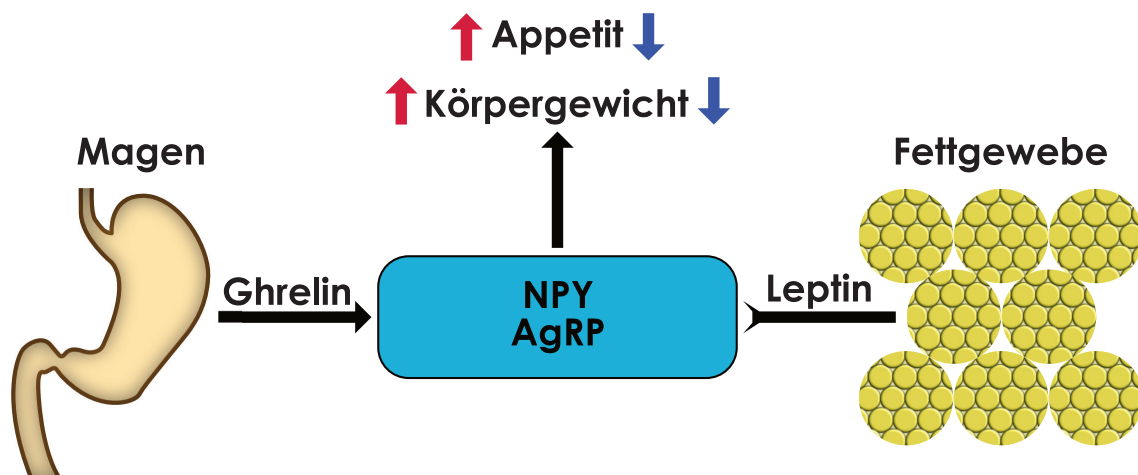 Appetit
Körpergewicht
Magen
Fettgewebe
Ghrelin
NPY
AgRP
Leptin